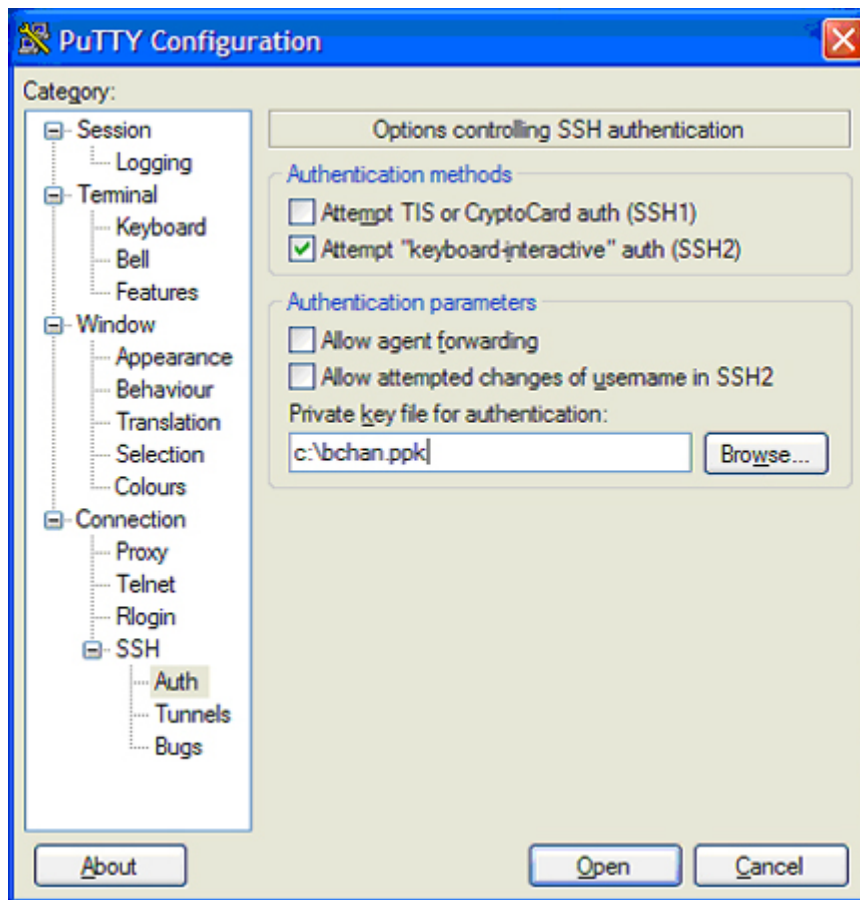 PuTTY Configuration
Category:
Session
Logging
Terminal
Keyboard
Bell
Features
Window
Appearance
Behaviour
Translation
Selection
Colours
Connection
Proxy
Telnet
Rlogin
SSH
Auth
Tunnels
Bugs
Options controlling SSH authentication
Authentication methods
Attempt TIS or CryptoCard auth (SSH1)
Attempt "keyboard-interactive" auth (SSH2)
Authentication parameters
Allow agent forwarding
Allow attempted changes of username in SSH2
Private key file for authentication:
c:\bchan.ppk
Browse...
About
Open
Cancel